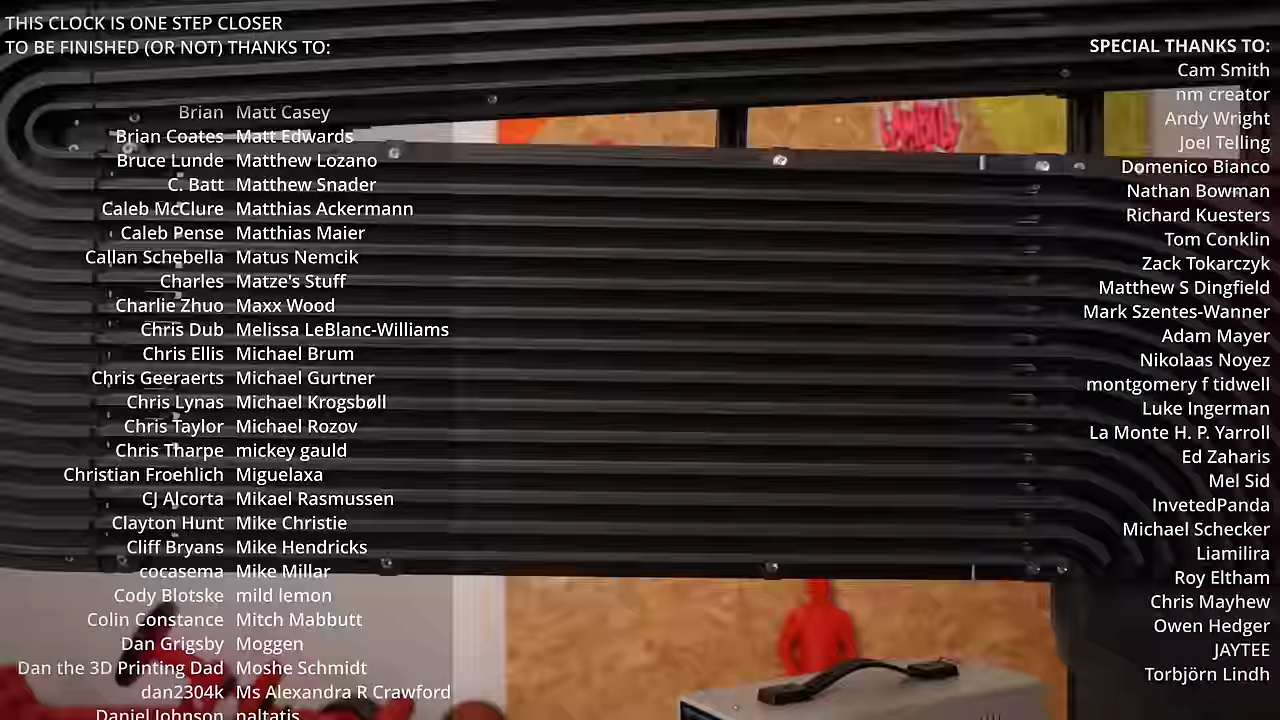 THIS CLOCK IS ONE STEP CLOSER
TO BE FINISHED (OR NOT) THANKS TO:
Brian Matt Casey
Brian Coates Matt Edwards
Bruce Lunde Matthew Lozano
C. Batt Matthew Snader
Caleb McClure Matthias Ackermann
Caleb Pense Matthias Maier
Callan Schebella Matus Nemcik
Charles Matze's Stuff
Charlie Zhuo Maxx Wood
Chris Dub Melissa LeBlanc-Williams
Chris Ellis Michael Brum
Chris Geeraerts Michael Gurtner
Chris Lynas Michael Krogsbøll
Chris Taylor Michael Rozov
Chris Tharpe mickey gauld
Christian Froehlich Miguelaxa
CJ Alcorta Mikael Rasmussen
Clayton Hunt Mike Christie
Cliff Bryans Mike Hendricks
cocasema Mike Millar
Cody Blotske mild lemon
Colin Constance Mitch Mabbutt
Dan Grigsby Moggen
Dan the 3D Printing Dad Moshe Schmidt
dan2304k Ms Alexandra R Crawford
Daniel Johnson naltatis
SPECIAL THANKS TO:
Cam Smith
nm creator
Andy Wright
Joel Telling
Domenico Bianco
Nathan Bowman
Richard Kuesters
Tom Conklin
Zack Tokarczyk
Matthew S Dingfield
Mark Szentes-Wanner
Adam Mayer
Nikolaas Noyez
montgomery f tidwell
Luke Ingerman
La Monte H. P. Yarroll
Ed Zaharis
Mel Sid
InvetedPanda
Michael Schecker
Liamilira
Roy Eltham
Chris Mayhew
Owen Hedger
JAYTEE
Torbjörn Lindh